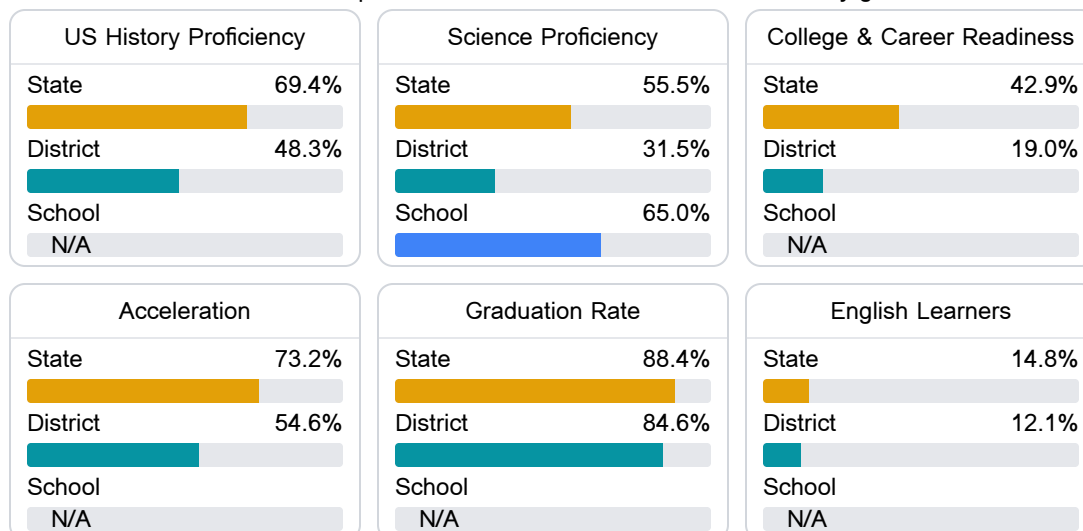 US History Proficiency
State 69.4%
District 48.3%
School
N/A
Science Proficiency
State 55.5%
District 31.5%
School 65.0%
College & Career Readiness
State 42.9%
District 19.0%
School
N/A
Acceleration
State 73.2%
District 54.6%
School
N/A
Graduation Rate
State 88.4%
District 84.6%
School
N/A
English Learners
State 14.8%
District 12.1%
School
N/A